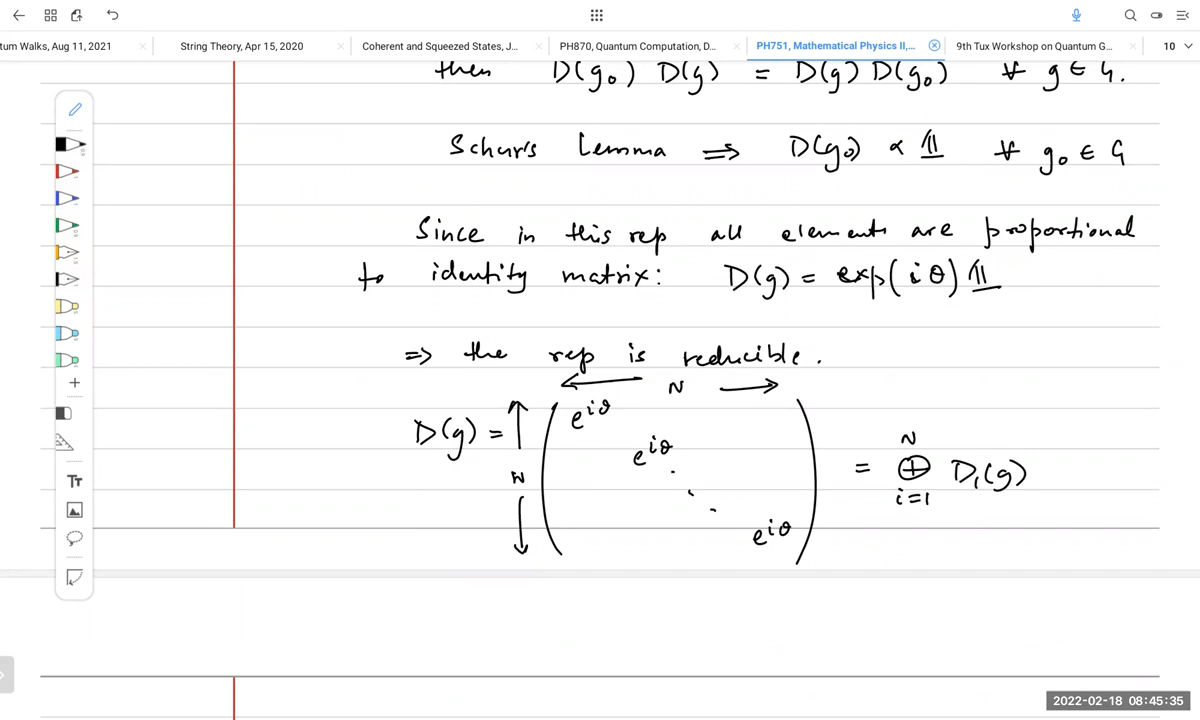 tum Walks, Aug 11, 2021
String Theory, Apr 15, 2020
Coherent and Squeezed States, J...
PH870, Quantum Computation, D...
PH751, Mathematical Physics II,...
9th Tux Workshop on Quantum G...
10
then D(g₀) D(g) = D(g) D(g₀) ∀ g ∈ G.
Schur's Lemma ⇒ D(g₀) ∝ 𝟙 ∀ g₀ ∈ G
Since in this rep all elements are proportional
to identity matrix: D(g) = exp(iθ) 𝟙
⇒ the rep is reducible.
← N →
D(g) = ↑ N ↓ ( e^{iθ} e^{iθ} ⋱ e^{iθ} ) = ⊕_{i=1}^{N} D₁(g)
Tт
2022-02-18 08:45:35